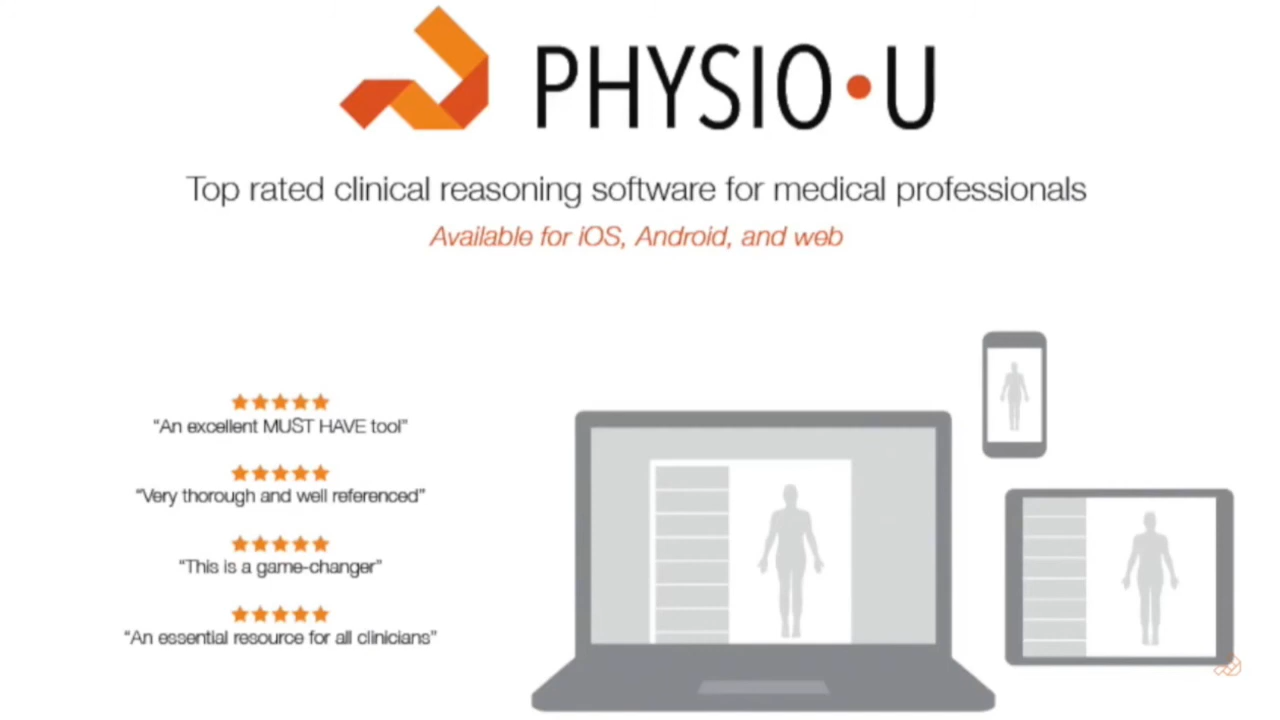 PHYSIO•U
Top rated clinical reasoning software for medical professionals
Available for iOS, Android, and web
“An excellent MUST HAVE tool”
“Very thorough and well referenced”
“This is a game-changer”
“An essential resource for all clinicians”